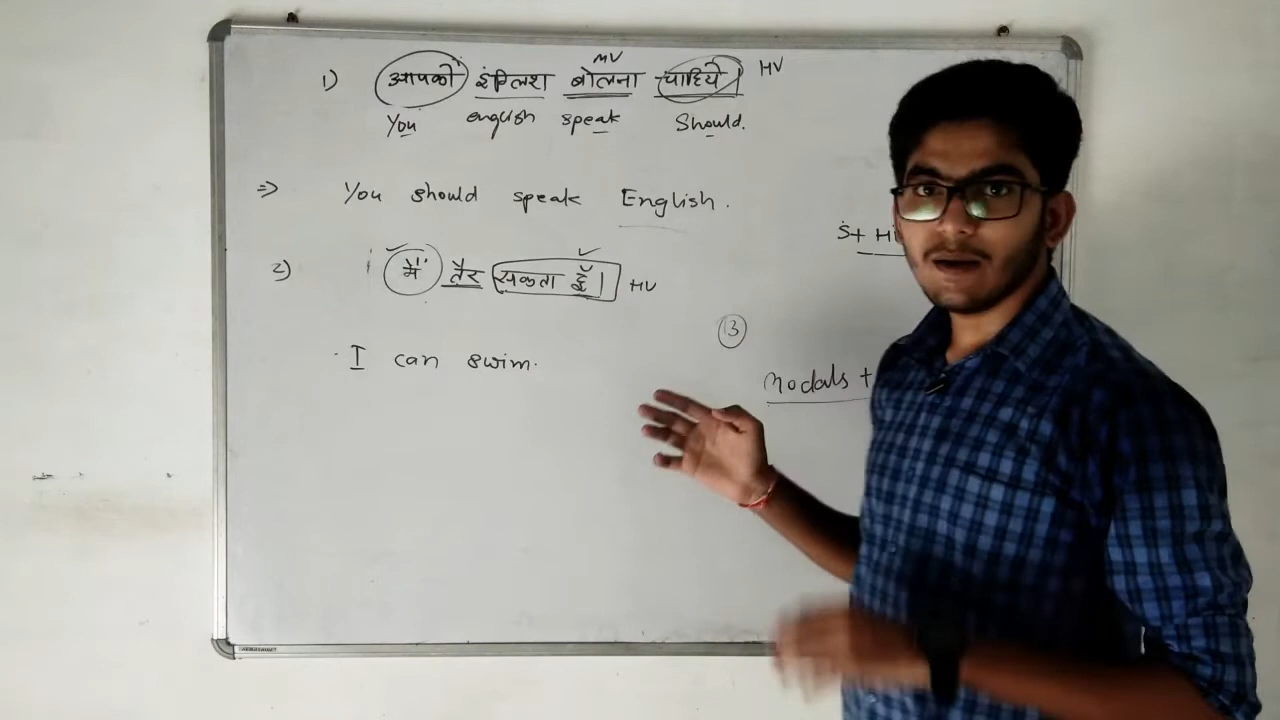 MV
1) आपको इंग्लिश बोलना चाहिये। HV
You english speak Should.
⇒ You should speak English.
S+ H
2) मैं तैर सकता हूँ। HV
13
I can swim.
Modals +